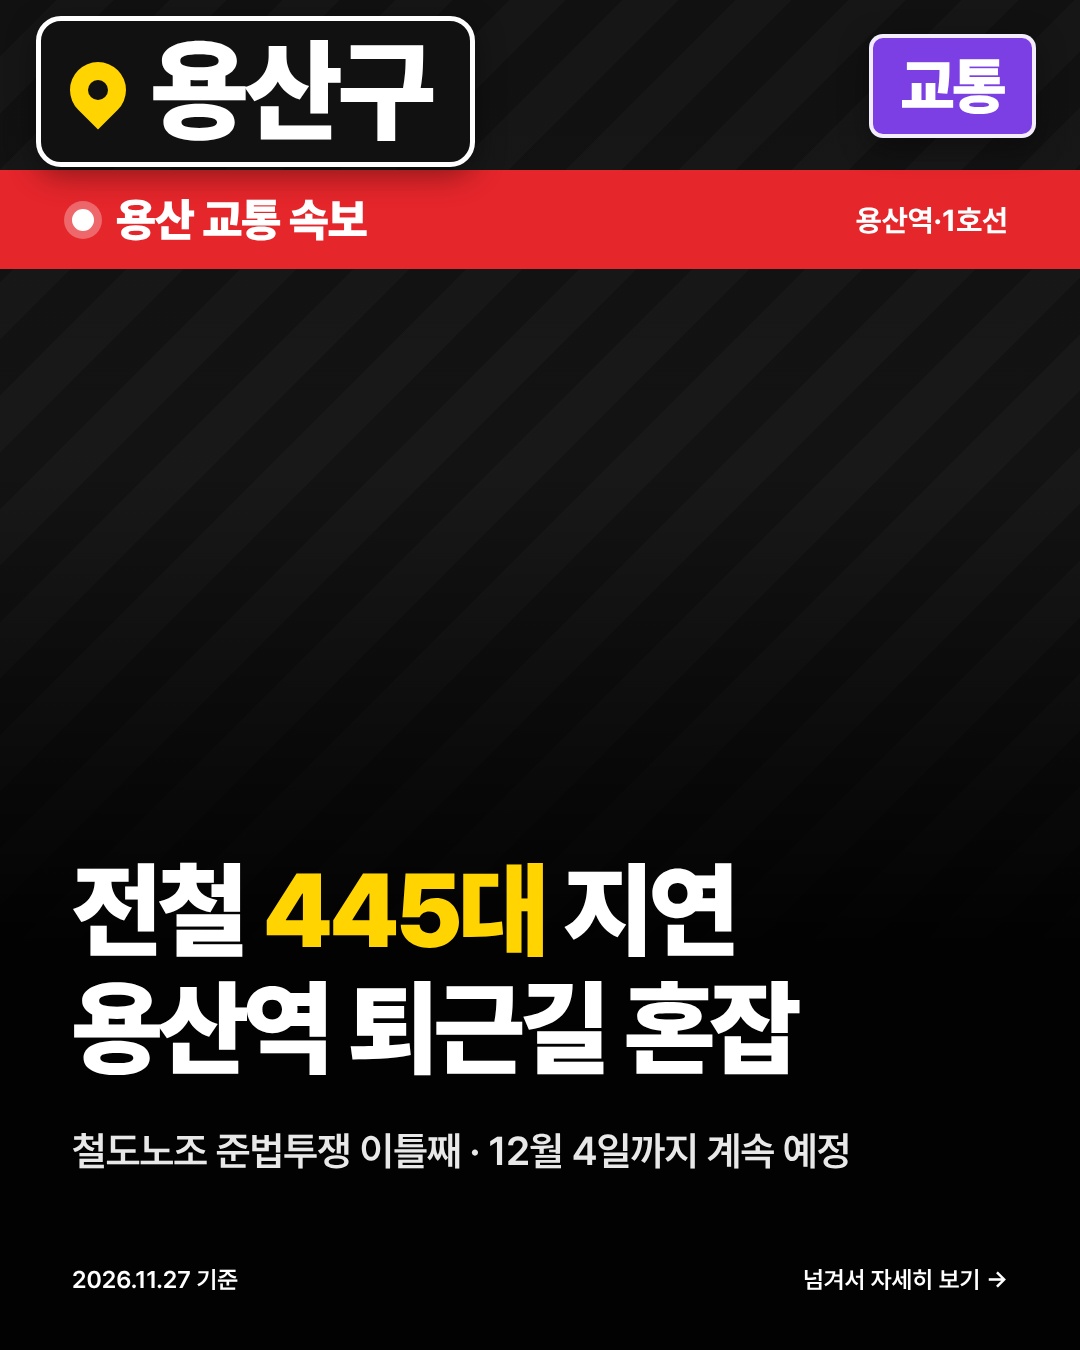 용산구
교통
용산 교통 속보
용산역·1호선
전철 445대 지연
용산역 퇴근길 혼잡
철도노조 준법투쟁 이틀째 · 12월 4일까지 계속 예정
2026.11.27 기준
넘겨서 자세히 보기 →